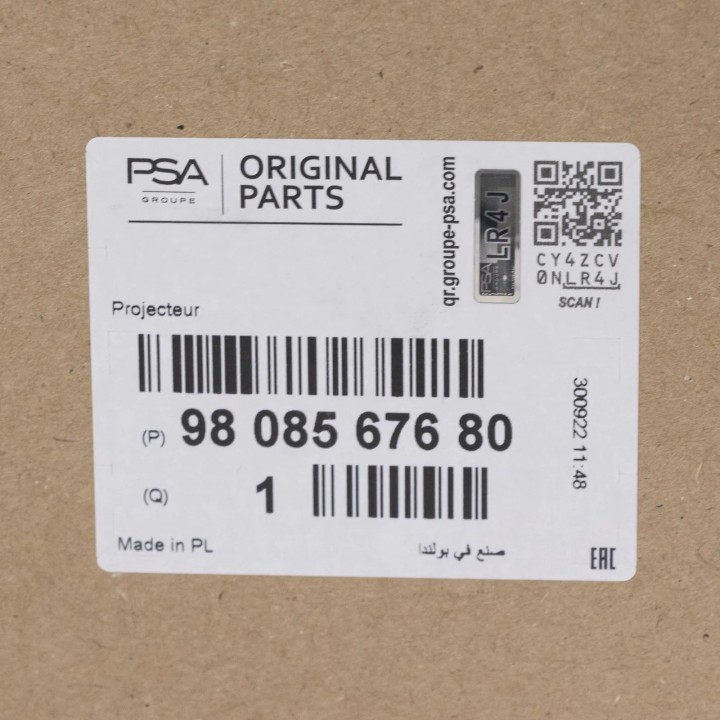 PSA
GROUPE
ORIGINAL
PARTS
qr.groupe-psa.com
PSA
LR4J
CY4ZCV
0NLR4J
SCAN!
Projecteur
(P) 98 085 676 80
300922 11:48
(Q) 1
Made in PL
صنع في بولندا
EAC